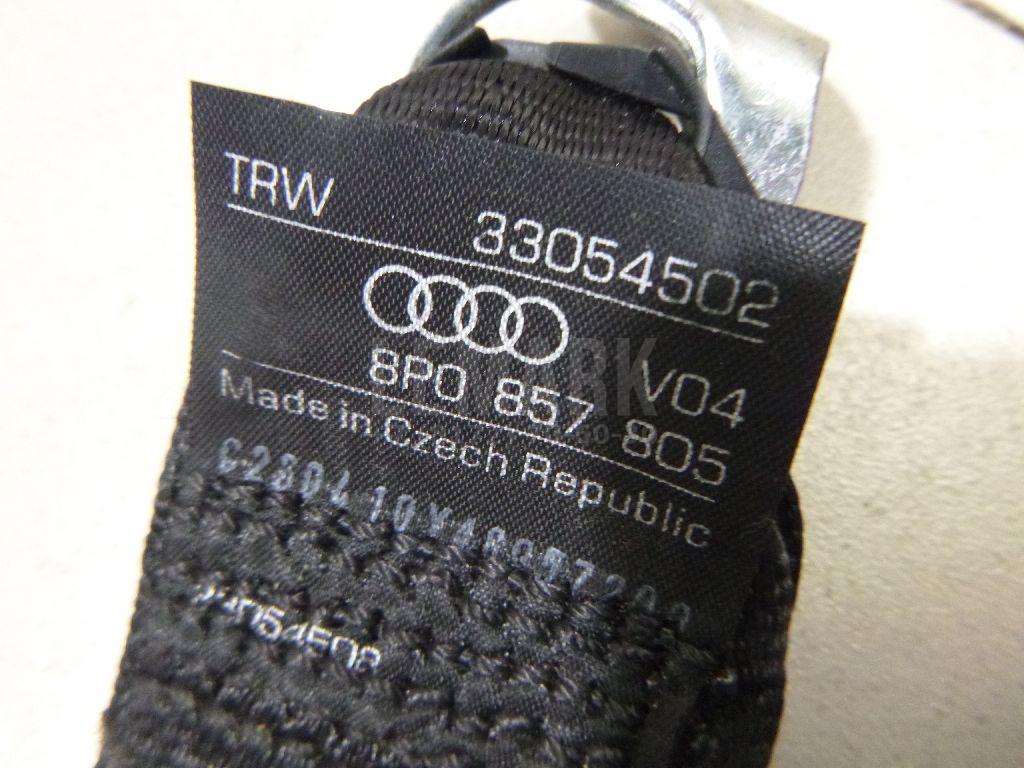 TRW
33054502
V04
8P0 857 805
Made in Czech Republic